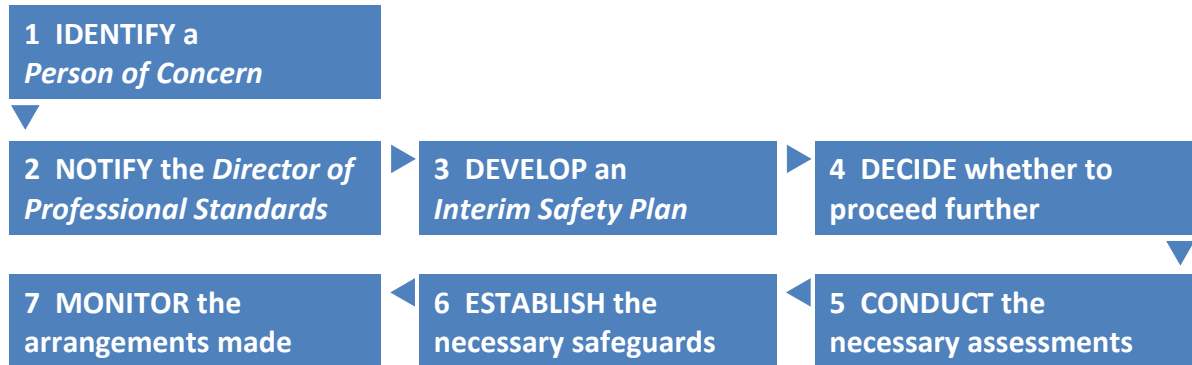 1 IDENTIFY a
Person of Concern
2 NOTIFY the Director of
Professional Standards
3 DEVELOP an
Interim Safety Plan
4 DECIDE whether to
proceed further
5 CONDUCT the
necessary assessments
6 ESTABLISH the
necessary safeguards
7 MONITOR the
arrangements made